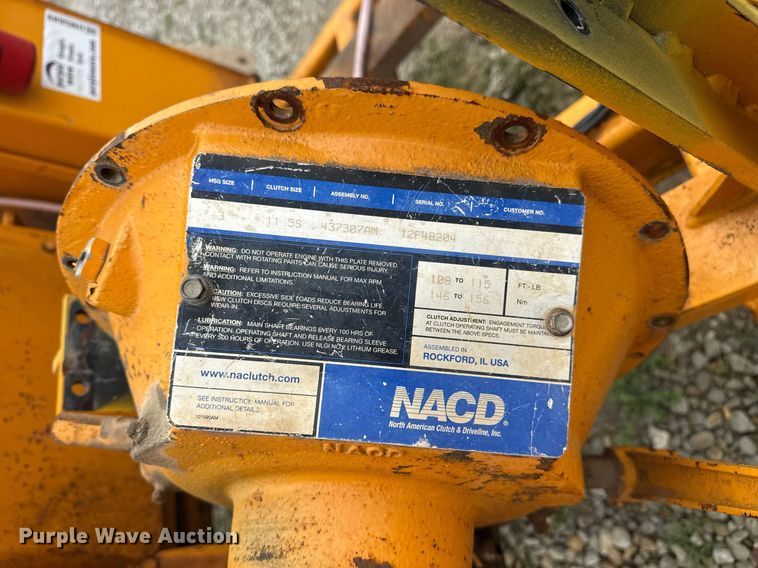 HSG SIZE CLUTCH SIZE ASSEMBLY NO. SERIAL NO. CUSTOMER NO.
3 11.5S 437307AM 12F48204
WARNING: DO NOT OPERATE ENGINE WITH THIS PLATE REMOVED.
CONTACT WITH ROTATING PARTS CAN CAUSE SERIOUS INJURY.
WARNING: REFER TO INSTRUCTION MANUAL FOR MAX RPM
AND ADDITIONAL LIMITATIONS.
CAUTION: EXCESSIVE SIDE LOADS REDUCE BEARING LIFE
NEW CLUTCH DISCS REQUIRE SEVERAL ADJUSTMENTS FOR
WEAR-IN.
LUBRICATION: MAIN SHAFT BEARINGS EVERY 100 HRS OF
OPERATION, OPERATING SHAFT AND RELEASE BEARING SLEEVE
EVERY 500 HOURS OF OPERATION. USE NLGI NO.2 LITHIUM GREASE
108 TO 115 FT-LB
146 TO 156 Nm
CLUTCH ADJUSTMENT: ENGAGEMENT TORQUE
AT CLUTCH OPERATING SHAFT MUST BE MAINTAINED
BETWEEN THE ABOVE SPECS.
ASSEMBLED IN
ROCKFORD, IL USA
www.naclutch.com
SEE INSTRUCTION MANUAL FOR
ADDITIONAL DETAILS.
101590AM
NACD®
North American Clutch & Driveline, Inc.
NACD
Purple Wave Auction